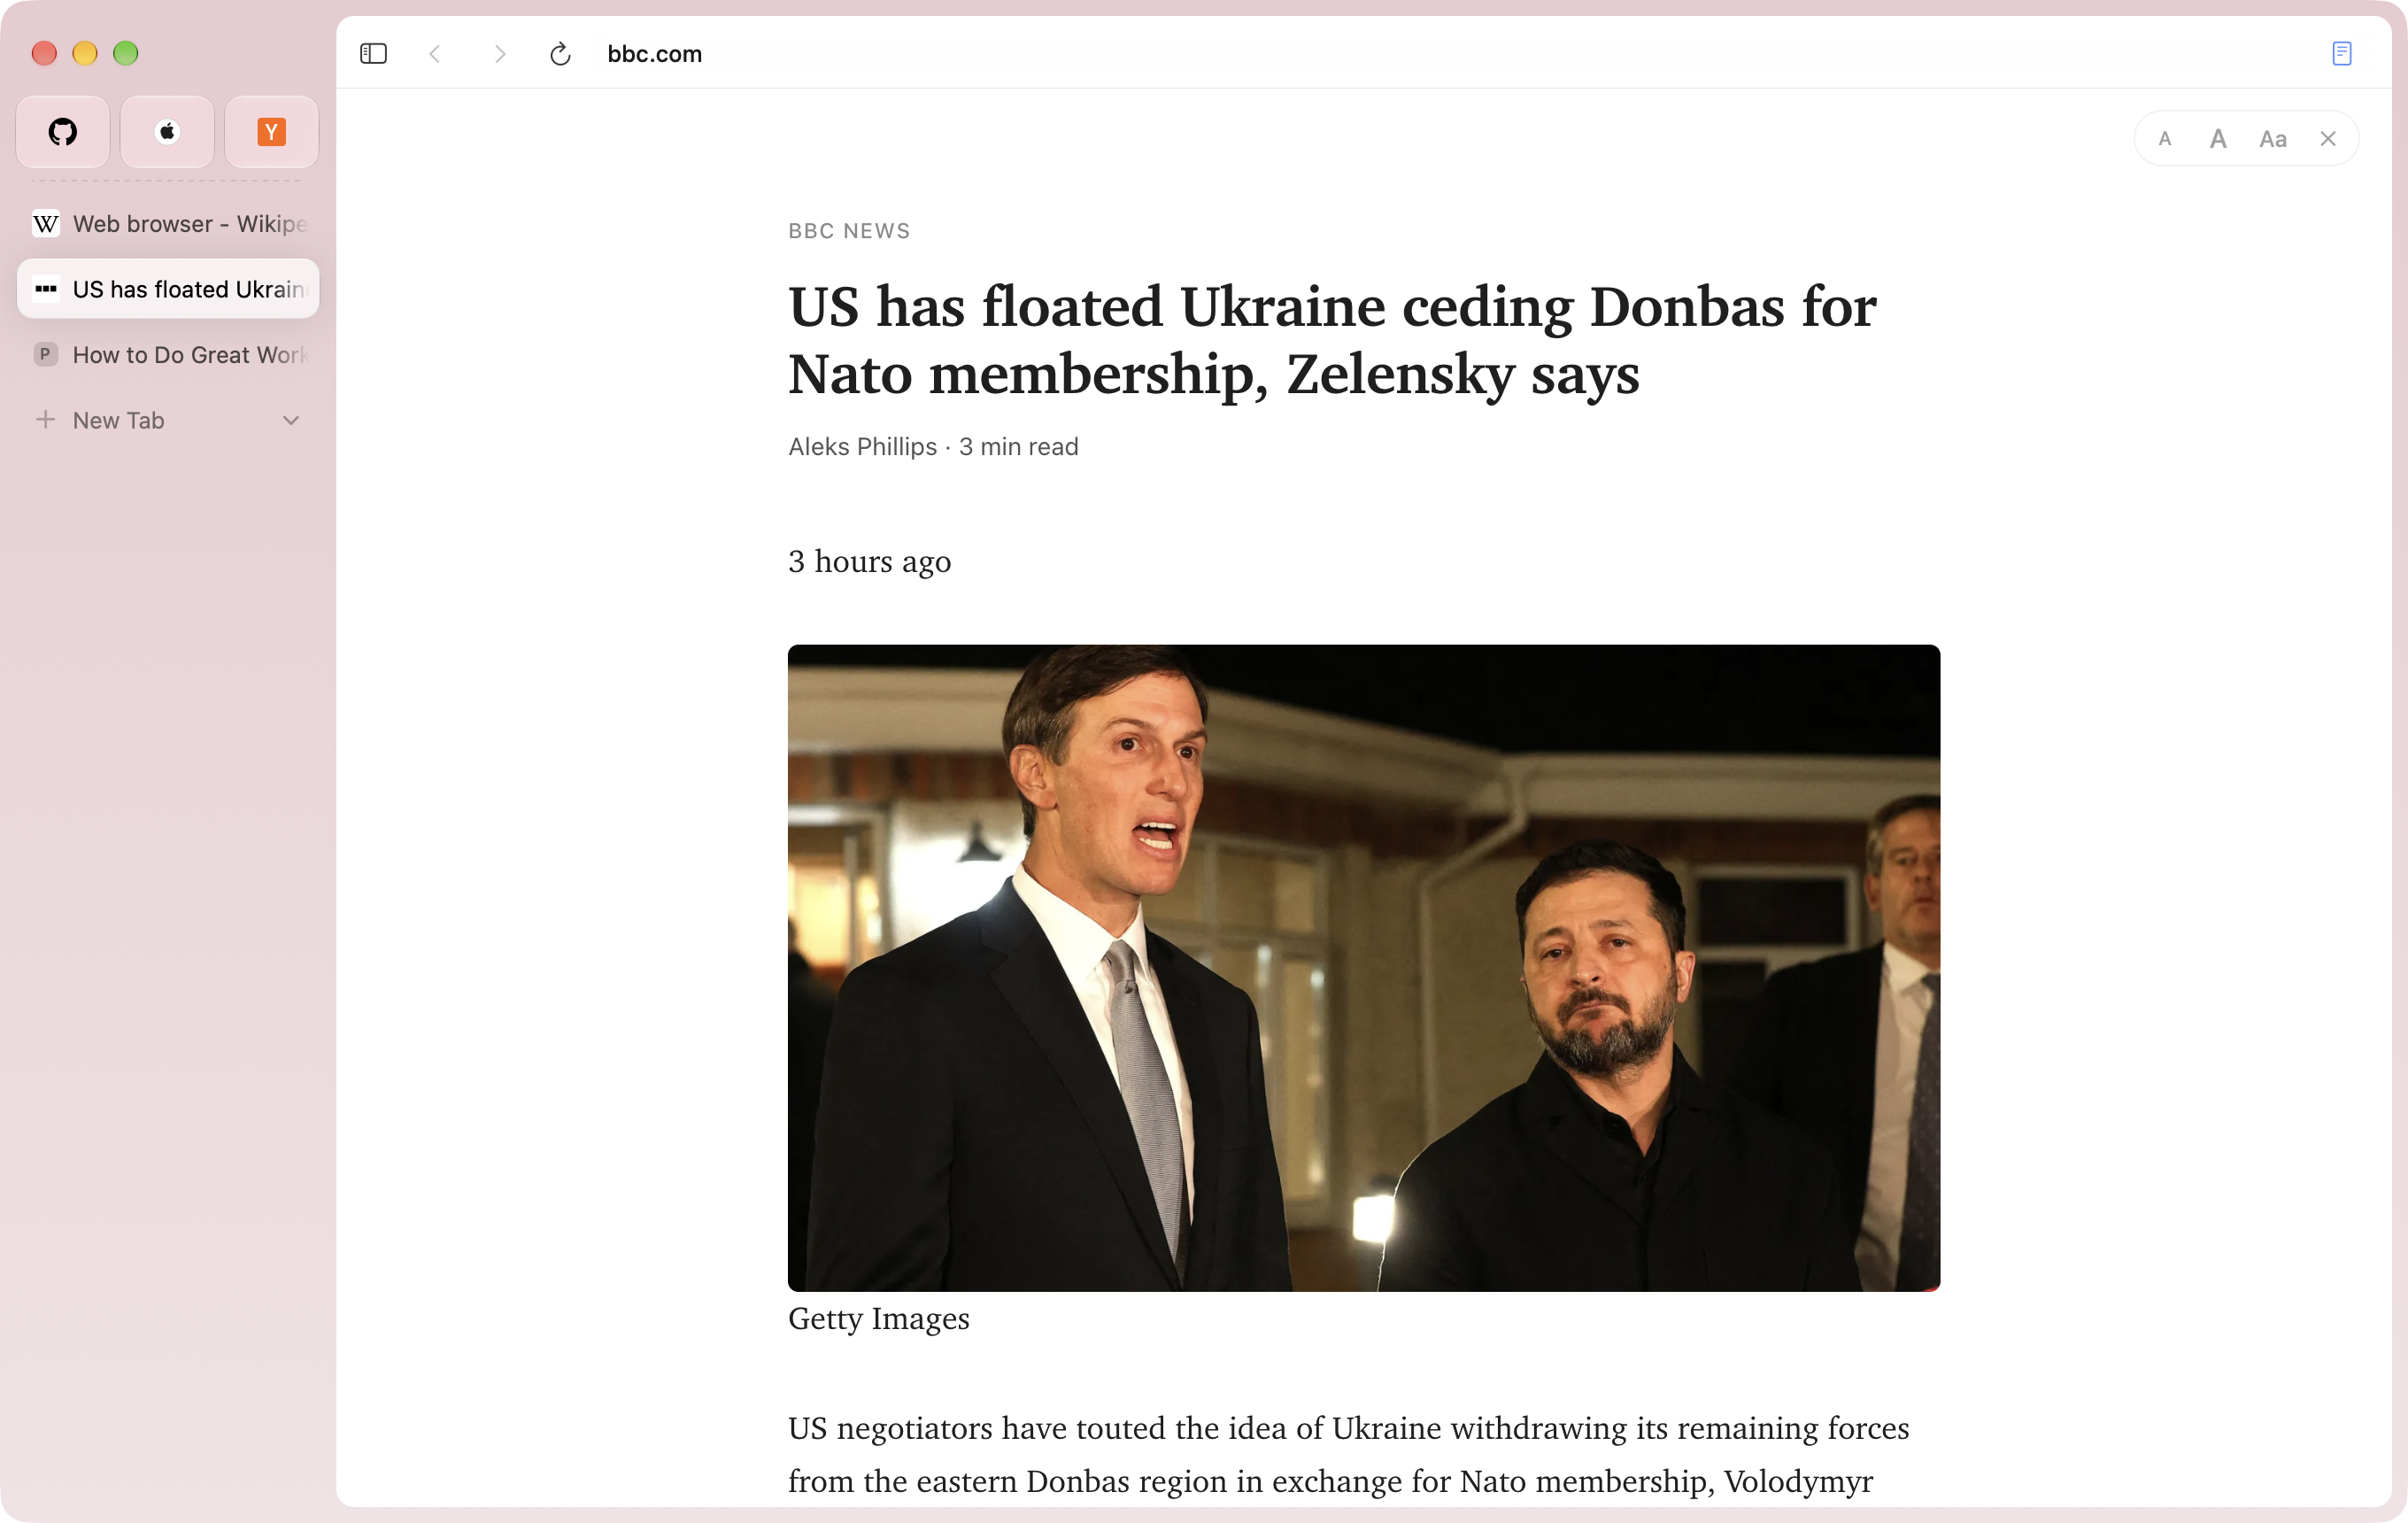 bbc.com
Y
A A Aa
W Web browser - Wikipe
US has floated Ukrain
P How to Do Great Work
New Tab
BBC NEWS
US has floated Ukraine ceding Donbas for
Nato membership, Zelensky says
Aleks Phillips · 3 min read
3 hours ago
Getty Images
US negotiators have touted the idea of Ukraine withdrawing its remaining forces
from the eastern Donbas region in exchange for Nato membership, Volodymyr